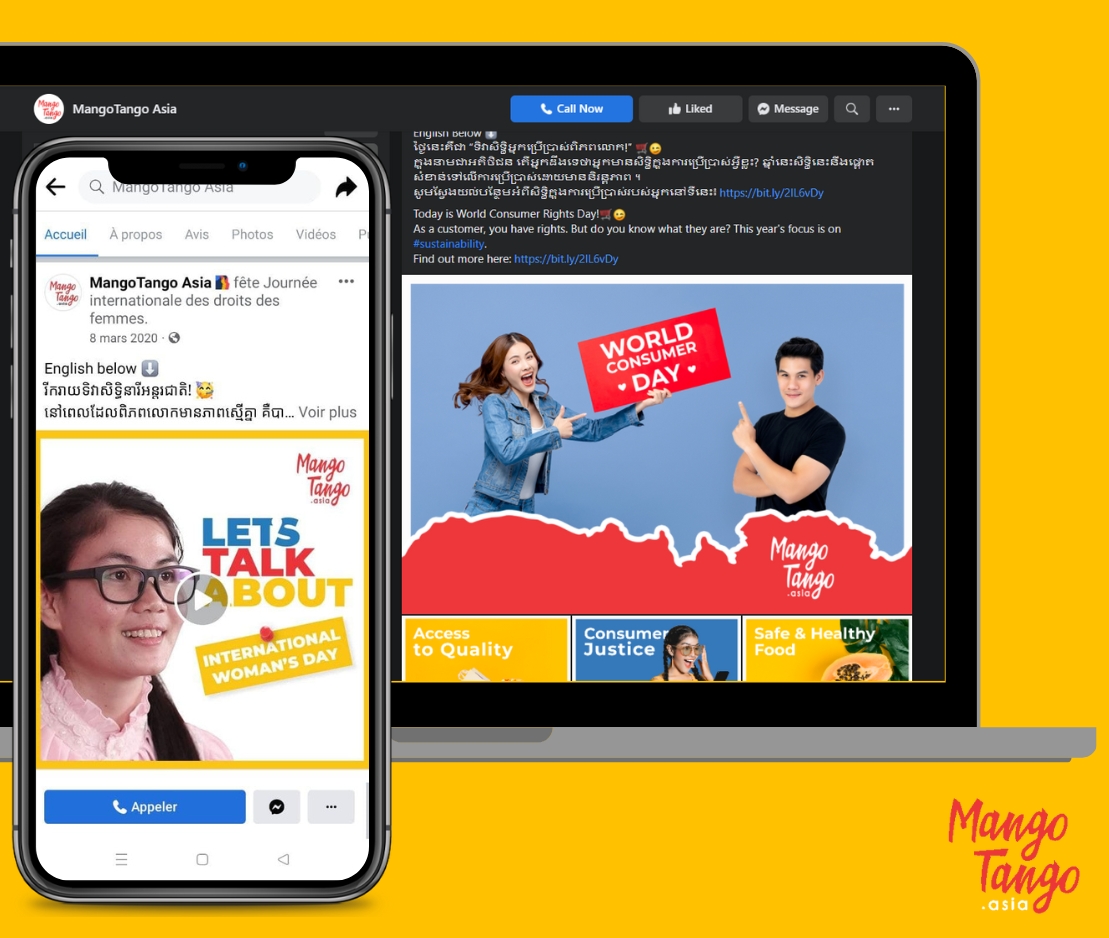 MangoTango Asia
Call Now
Liked
Message
English Below
ថ្ងៃនេះគឺជា "ទិវាសិទ្ធិអ្នកប្រើប្រាស់ពិភពលោក!"
ក្នុងនាមជាអតិថិជន តើអ្នកដឹងទេថាអ្នកមានសិទ្ធិក្នុងការប្រើប្រាស់អ្វីខ្លះ? ឆ្នាំនេះសិទ្ធិនេះនឹងផ្តោត
សំខាន់ទៅលើការប្រើប្រាស់ដោយមាននិរន្តភាព ។
សូមស្វែងយល់បន្ថែមអំពីសិទ្ធិក្នុងការប្រើប្រាស់របស់អ្នកនៅទីនេះ! https://bit.ly/2IL6vDy
Today is World Consumer Rights Day!
As a customer, you have rights. But do you know what they are? This year's focus is on
#sustainability.
Find out more here: https://bit.ly/2IL6vDy
WORLD
CONSUMER
DAY
Mango
Tango
.asia
Access
to Quality
Consumer
Justice
Safe & Healthy
Food
MangoTango Asia
Accueil
À propos
Avis
Photos
Vidéos
Mango
Tango
MangoTango Asia fête Journée
internationale des droits des
femmes.
8 mars 2020 ·
English below
រីករាយទិវាសិទ្ធិនារីអន្តរជាតិ!
នៅពេលដែលពិភពលោកមានភាពស្មើគ្នា គឺបា... Voir plus
Mango
Tango
.asia
LETS
TALK
ABOUT
INTERNATIONAL
WOMAN'S DAY
Appeler
Mango
Tango
.asia